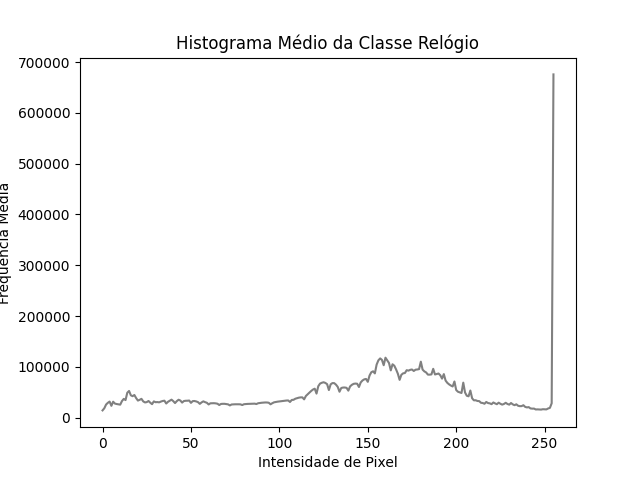 Histograma Médio da Classe Relógio
700000
600000
500000
400000
300000
200000
100000
0
Frequência Média
0 50 100 150 200 250
Intensidade de Pixel